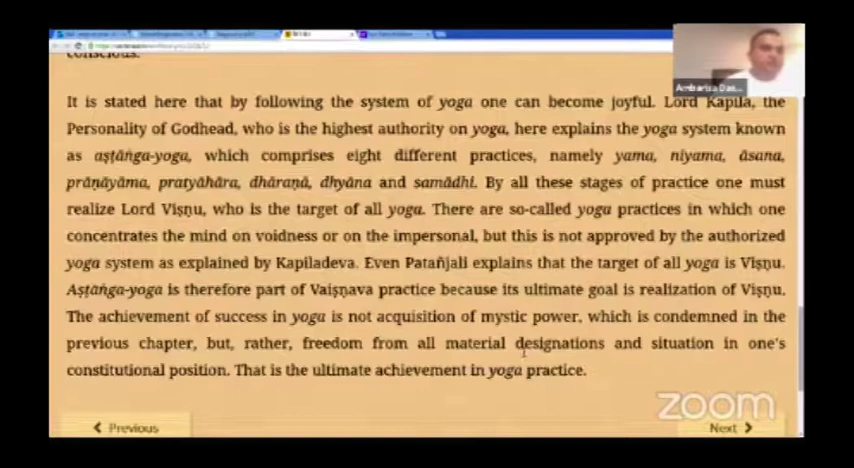 conscious.
Ambarisa Das...
It is stated here that by following the system of yoga one can become joyful. Lord Kapila, the
Personality of Godhead, who is the highest authority on yoga, here explains the yoga system known
as aṣṭāṅga-yoga, which comprises eight different practices, namely yama, niyama, āsana,
prāṇāyāma, pratyāhāra, dhāraṇā, dhyāna and samādhi. By all these stages of practice one must
realize Lord Viṣṇu, who is the target of all yoga. There are so-called yoga practices in which one
concentrates the mind on voidness or on the impersonal, but this is not approved by the authorized
yoga system as explained by Kapiladeva. Even Patañjali explains that the target of all yoga is Viṣṇu.
Aṣṭāṅga-yoga is therefore part of Vaiṣṇava practice because its ultimate goal is realization of Viṣṇu.
The achievement of success in yoga is not acquisition of mystic power, which is condemned in the
previous chapter, but, rather, freedom from all material designations and situation in one's
constitutional position. That is the ultimate achievement in yoga practice.
zoom
Previous
Next